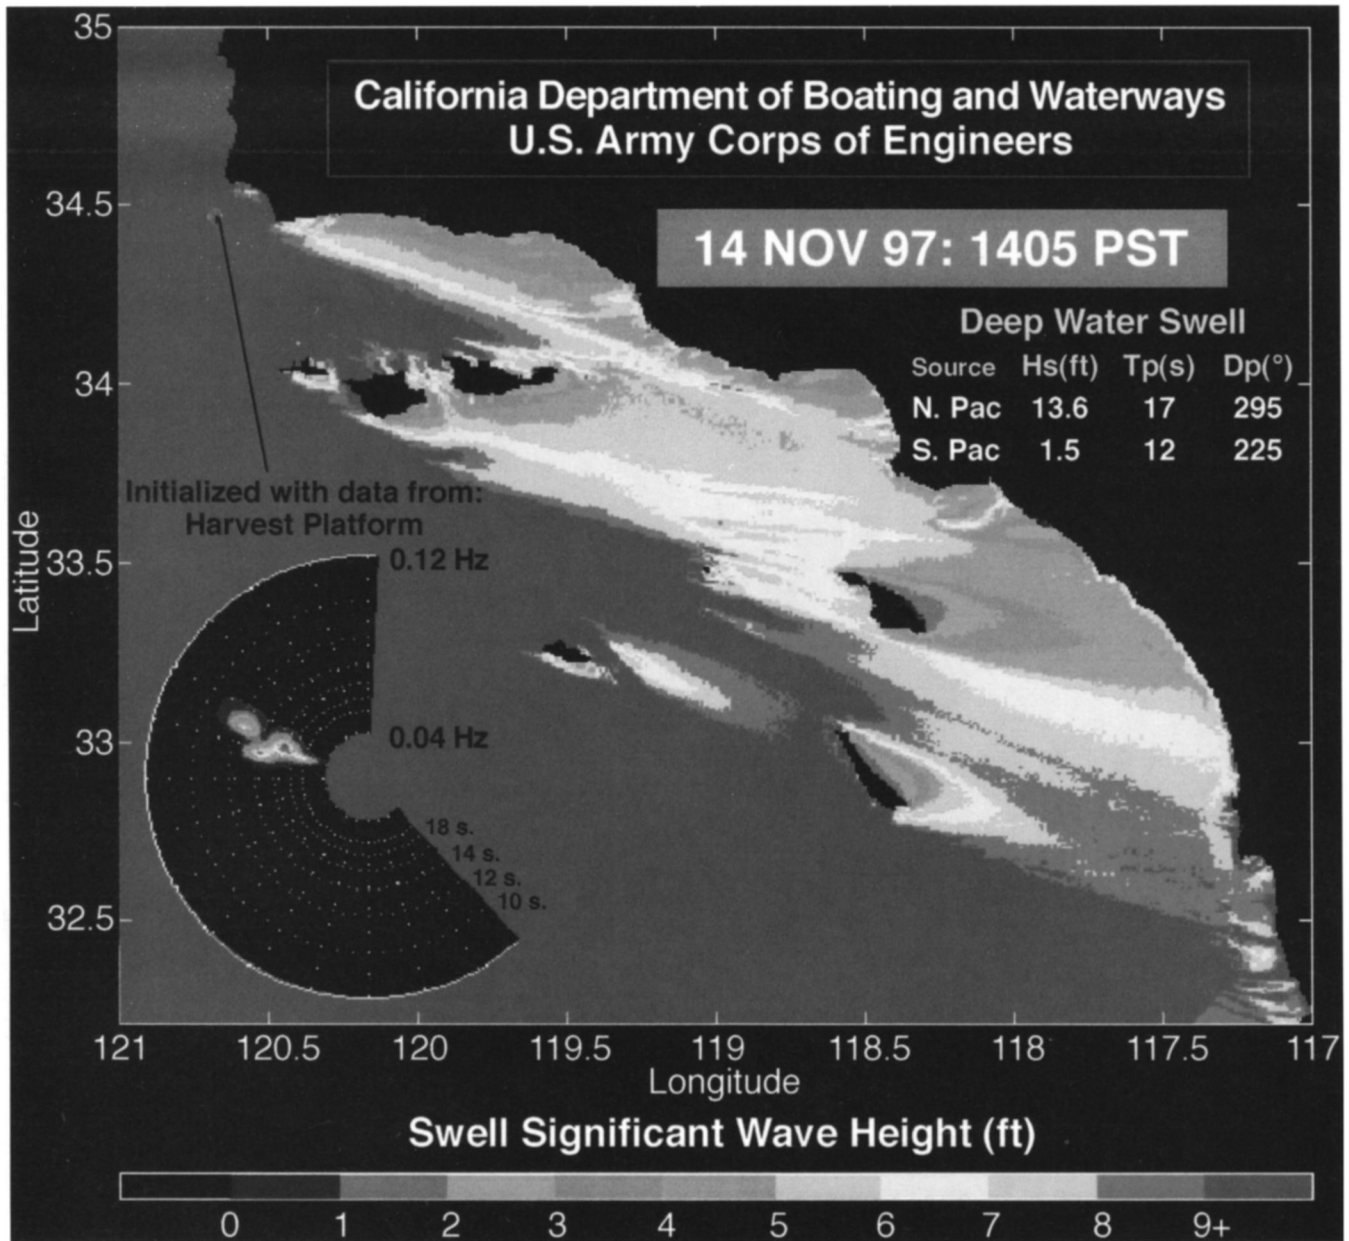 California Department of Boating and Waterways
U.S. Army Corps of Engineers
14 NOV 97: 1405 PST
Deep Water Swell
Source Hs(ft) Tp(s) Dp(°)
N. Pac 13.6 17 295
S. Pac 1.5 12 225
Initialized with data from:
Harvest Platform
0.12 Hz
0.04 Hz
18 s.
14 s.
12 s.
10 s.
Latitude
35
34.5
34
33.5
33
32.5
121 120.5 120 119.5 119 118.5 118 117.5 117
Longitude
Swell Significant Wave Height (ft)
0 1 2 3 4 5 6 7 8 9+